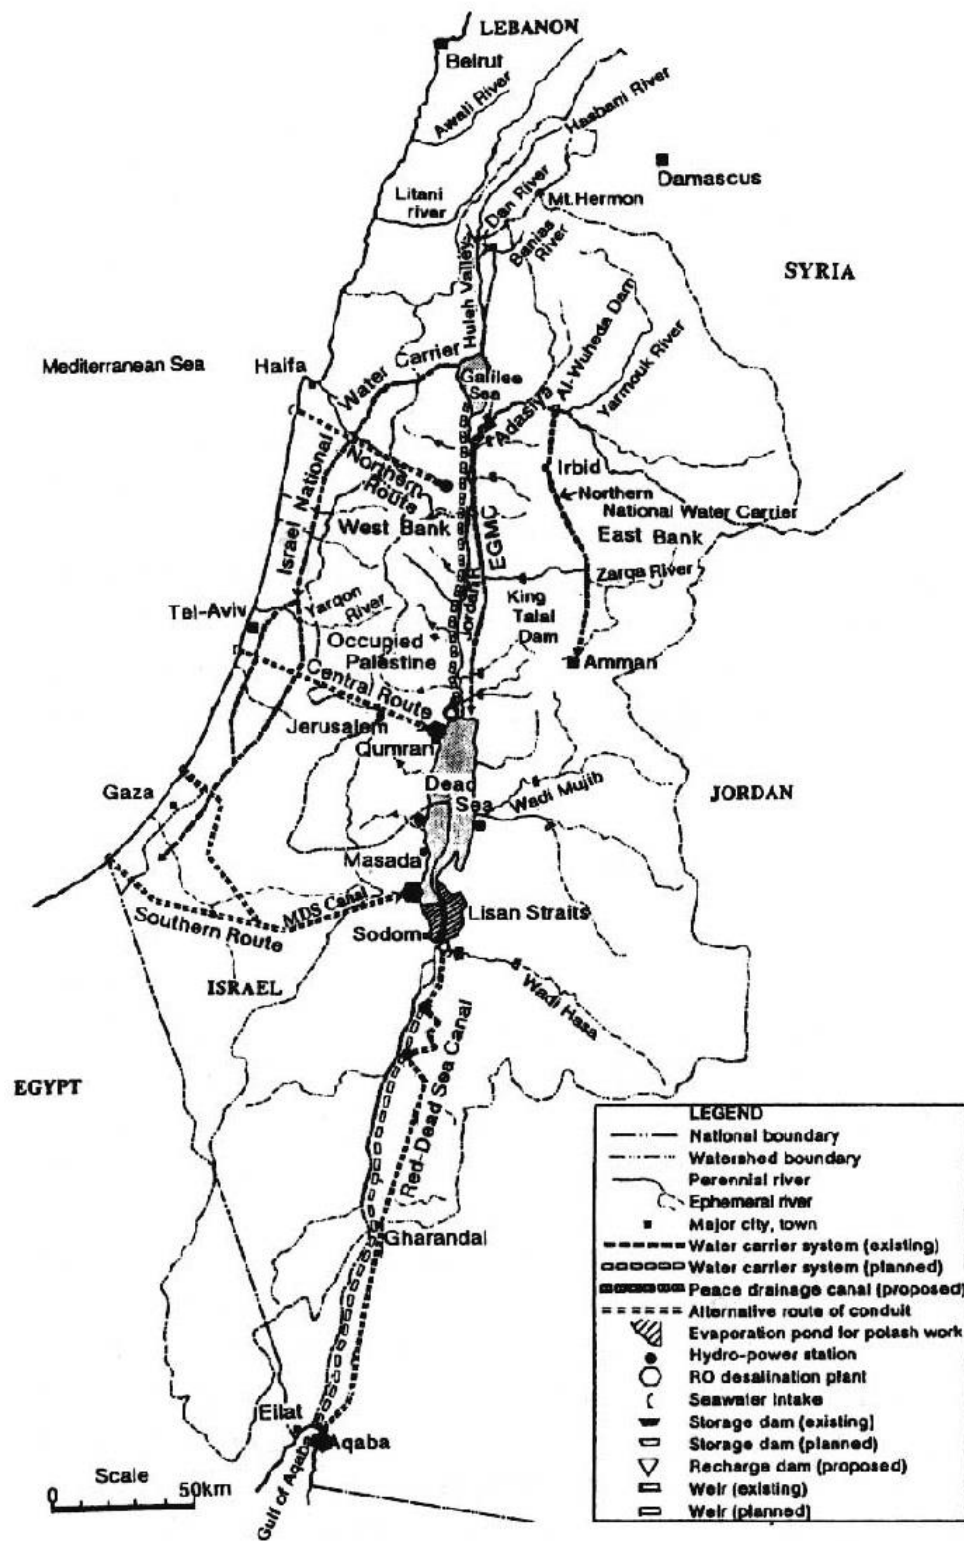 LEBANON
Beirut
Awali River
Hasbani River
Damascus
Litani
river
Dan River
Mt.Hermon
Banias
River
SYRIA
Huleh Valley
Al-Wuheda Dam
Yarmouk River
Mediterranean Sea
Haifa
Water Carrier
Galilee
Sea
Adasiya
Israel National
Northern
Route
Irbid
Northern
National Water Carrier
West Bank
EGMC
East Bank
Jordan R
Zarqa River
King
Talal
Dam
Yarqon
River
Tel-Aviv
Occupied
Palestine
Amman
Central Route
Jerusalem
Qumran
Dead
Sea
Wadi Mujib
JORDAN
Gaza
Masada
MDS Canal
Lisan Straits
Southern Route
Sodom
ISRAEL
Wadi Hasa
EGYPT
Red-Dead Sea Canal
Gharandal
Eilat
Aqaba
Gulf of Aqaba
Scale
0 50km
LEGEND
National boundary
Watershed boundary
Perennial river
Ephemeral river
Major city, town
Water carrier system (existing)
Water carrier system (planned)
Peace drainage canal (proposed)
Alternative route of conduit
Evaporation pond for potash work
Hydro-power station
RO desalination plant
Seawater intake
Storage dam (existing)
Storage dam (planned)
Recharge dam (proposed)
Weir (existing)
Weir (planned)